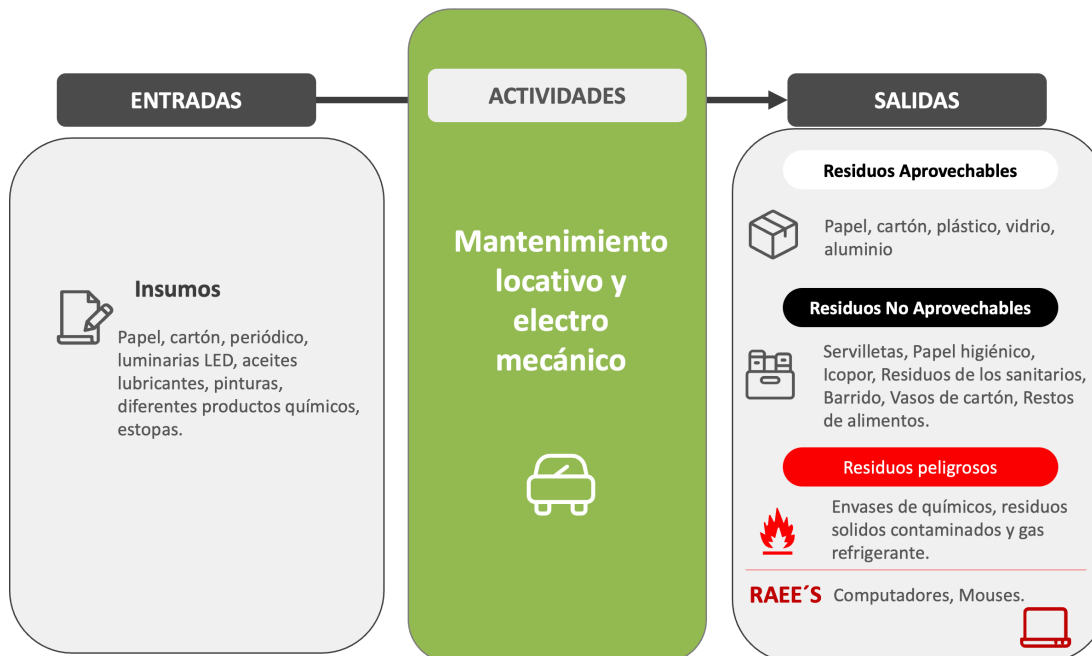 ENTRADAS
ACTIVIDADES
SALIDAS
Insumos
Papel, cartón, periódico,
luminarias LED, aceites
lubricantes, pinturas,
diferentes productos químicos,
estopas.
Mantenimiento
locativo y
electro
mecánico
Residuos Aprovechables
Papel, cartón, plástico, vidrio,
aluminio
Residuos No Aprovechables
Servilletas, Papel higiénico,
Icopor, Residuos de los sanitarios,
Barrido, Vasos de cartón, Restos
de alimentos.
Residuos peligrosos
Envases de químicos, residuos
solidos contaminados y gas
refrigerante.
RAEE´S Computadores, Mouses.